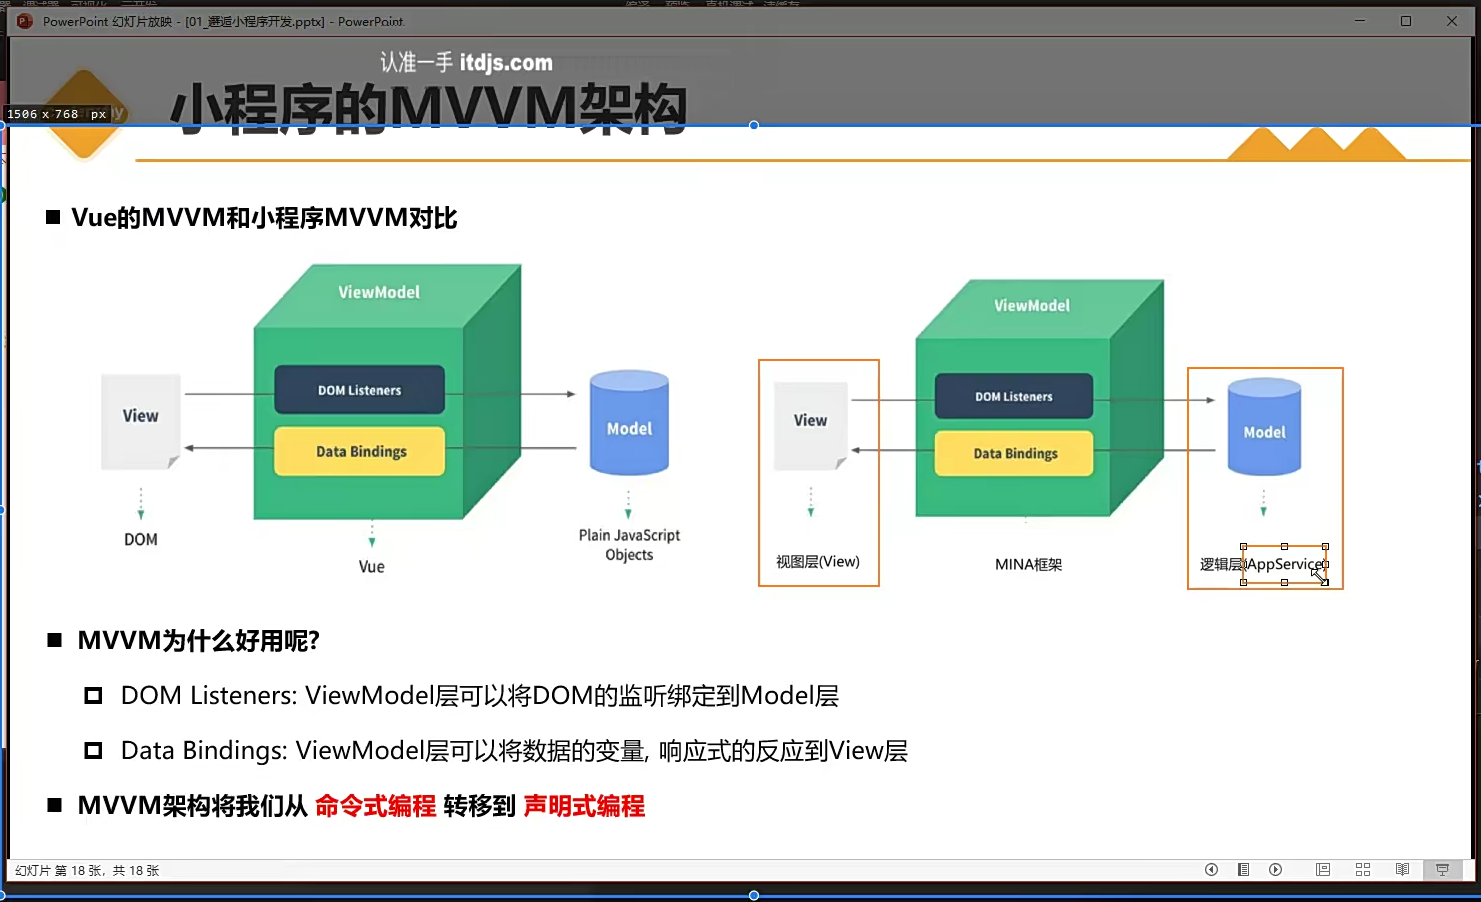 PowerPoint 幻灯片放映 - [01_邂逅小程序开发.pptx] - PowerPoint
认准一手 itdjs.com
小程序的MVVM架构
1506 x 768 px
Vue的MVVM和小程序MVVM对比
ViewModel
DOM Listeners
View
Data Bindings
Model
DOM
Vue
Plain JavaScript
Objects
ViewModel
DOM Listeners
View
Data Bindings
Model
视图层(View)
MINA框架
逻辑层(AppService)
MVVM为什么好用呢?
DOM Listeners: ViewModel层可以将DOM的监听绑定到Model层
Data Bindings: ViewModel层可以将数据的变量, 响应式的反应到View层
MVVM架构将我们从 命令式编程 转移到 声明式编程
幻灯片 第 18 张，共 18 张